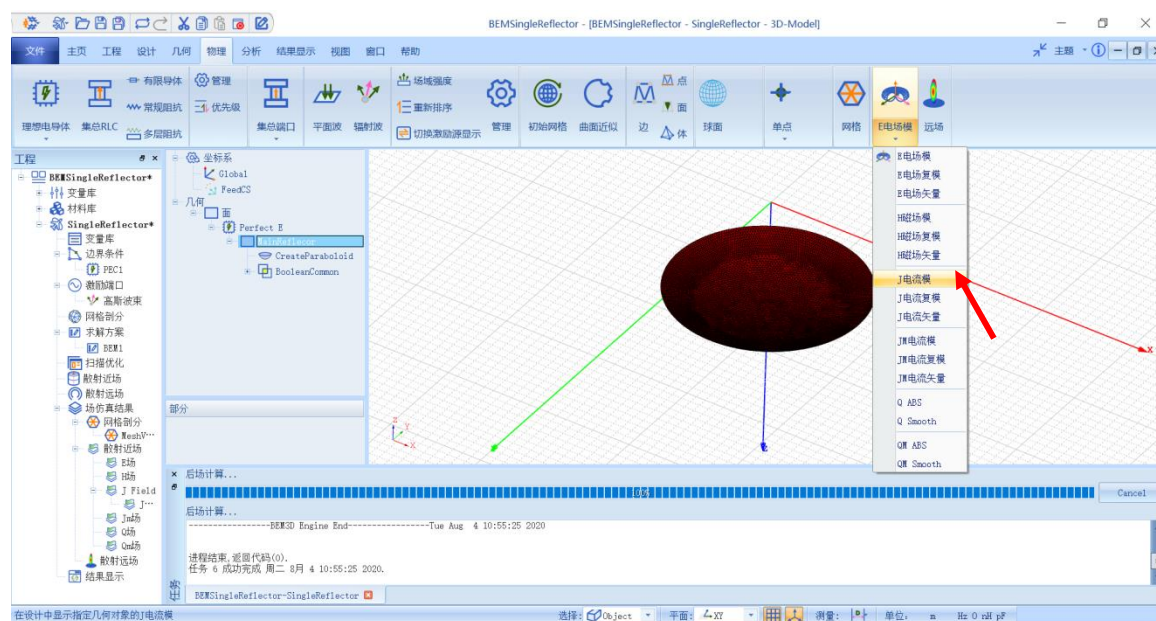 BEMSingleReflector - [BEMSingleReflector - SingleReflector - 3D-Model]
文件 主页 工程 设计 几何 物理 分析 结果显示 视图 窗口 帮助
主题
有限导体 管理 场域强度 点
常规阻抗 优先级 重新排序 面
理想电导体 集总RLC 多层阻抗 集总端口 平面波 辐射波 切换激励源显示 管理 初始网格 曲面近似 边 体 球面 单点 网格 E电场模 远场
工程
BEMSingleReflector*
变量库
材料库
SingleReflector*
变量库
边界条件
PEC1
激励端口
高斯波束
网格剖分
求解方案
BEM1
扫描优化
散射近场
散射远场
场仿真结果
网格剖分
MeshV…
散射近场
E场
H场
J Field
J…
Jm场
Q场
Qm场
散射远场
结果显示
坐标系
Global
FeedCS
几何
面
Perfect E
MainReflecor
CreateParaboloid
BooleanCommon
部分
Z
Y
X
X
E电场模
E电场复模
E电场矢量
H磁场模
H磁场复模
H磁场矢量
J电流模
J电流复模
J电流矢量
JM电流模
JM电流复模
JM电流矢量
Q ABS
Q Smooth
QM ABS
QM Smooth
后场计算...
100%
Cancel
后场计算...
-----------------BEM3D Engine End-----------------Tue Aug 4 10:55:25 2020
进程结束,返回代码(0).
任务 6 成功完成 周二 8月 4 10:55:25 2020.
BEMSingleReflector-SingleReflector
在设计中显示指定几何对象的J电流模
选择: Object 平面: XY 测量: 单位: m Hz O nH pF